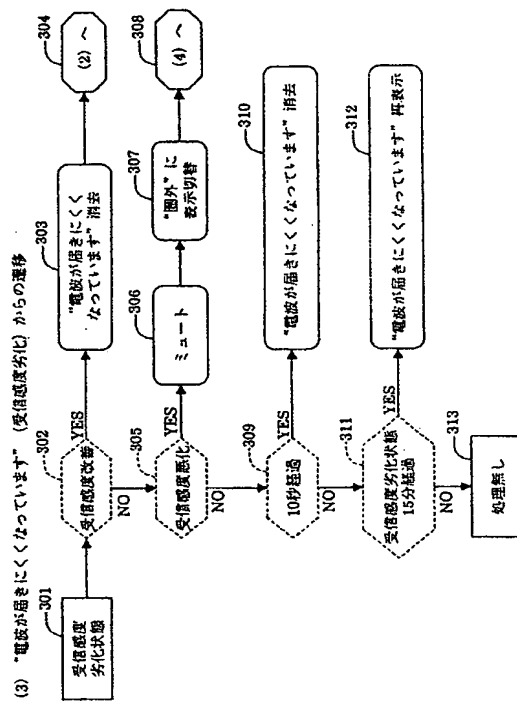 (3) “電波が届きにくくなっています” (受信感度劣化) からの遷移
301
受信感度
劣化状態
302
受信感度改善
YES
NO
303
“電波が届きにくく
なっています” 消去
304
(2) へ
305
受信感度悪化
YES
NO
306
ミュート
307
“圏外” に
表示切替
308
(4) へ
309
10秒経過
YES
NO
310
“電波が届きにくくなっています” 消去
311
受信感度劣化状態
15分経過
YES
NO
312
“電波が届きにくくなっています” 再表示
313
処理無し